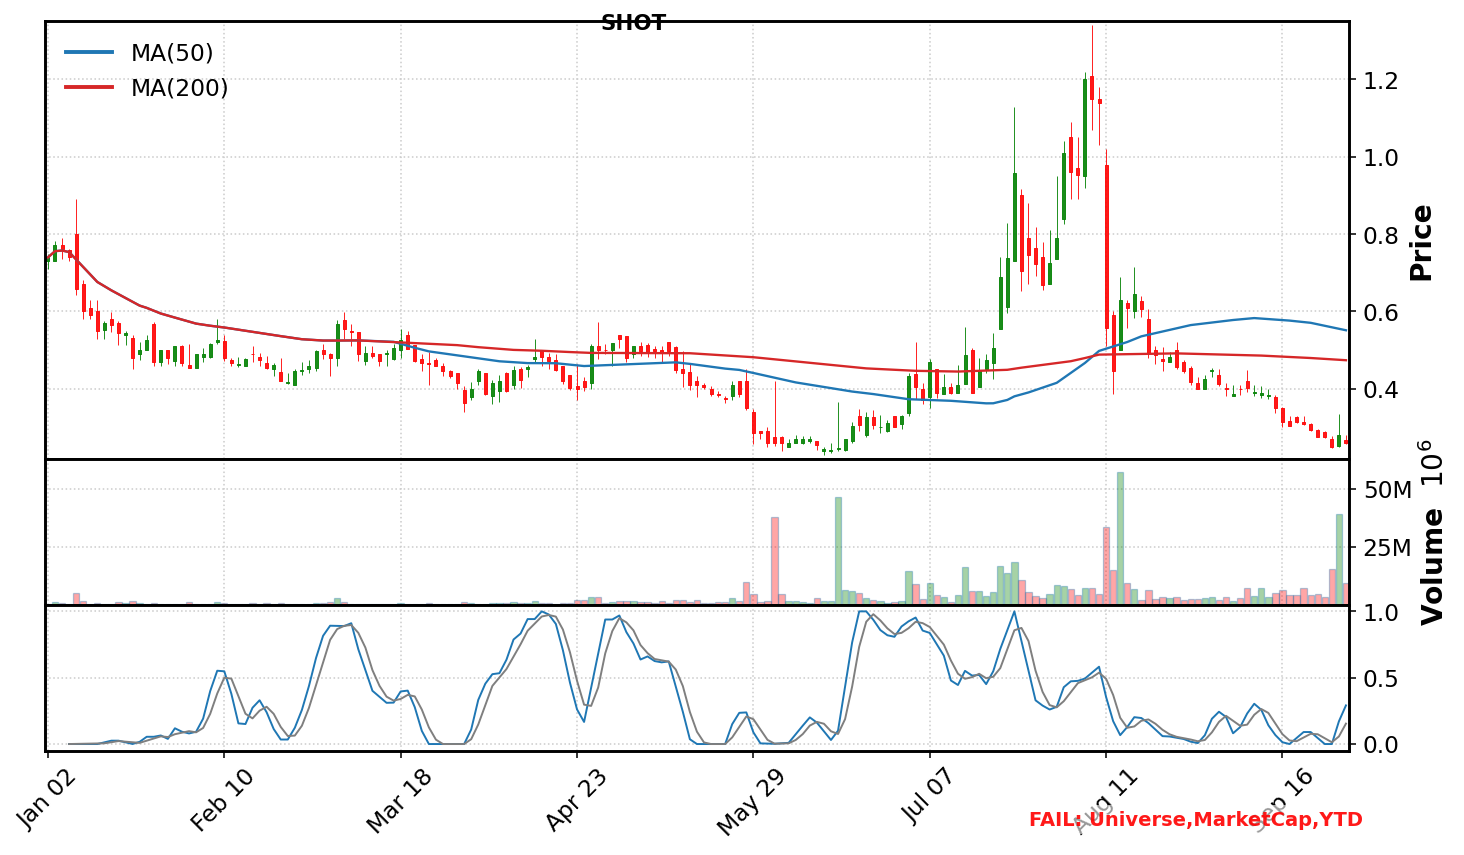 SHOT
MA(50)
MA(200)
1.2
1.0
0.8
0.6
0.4
Price
10⁶
50M
25M
Volume
1.0
0.5
0.0
Jan 02
Feb 10
Mar 18
Apr 23
May 29
Jul 07
Aug 11
Sep 16
FAIL: Universe,MarketCap,YTD